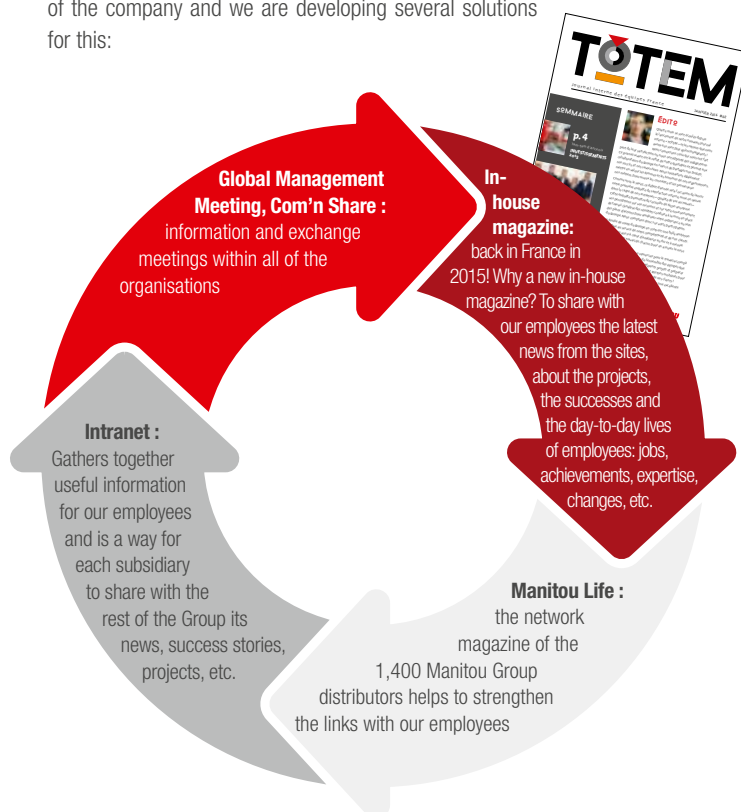 of the company and we are developing several solutions
for this:
TOTEM
Journal interne des équipes France
SOMMAIRE
p.4
ÉDITO
Global Management
Meeting, Com'n Share :
information and exchange
meetings within all of the
organisations
In-
house
magazine:
back in France in
2015! Why a new in-house
magazine? To share with
our employees the latest
news from the sites,
about the projects,
the successes and
the day-to-day lives
of employees: jobs,
achievements, expertise,
changes, etc.
Intranet :
Gathers together
useful information
for our employees
and is a way for
each subsidiary
to share with the
rest of the Group its
news, success stories,
projects, etc.
Manitou Life :
the network
magazine of the
1,400 Manitou Group
distributors helps to strengthen
the links with our employees